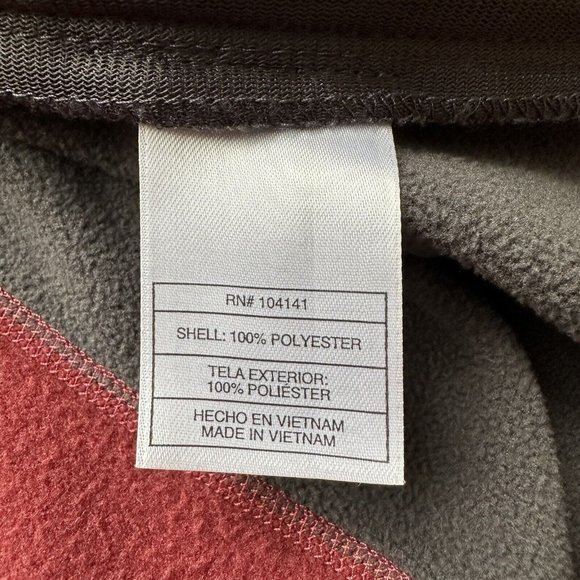 RN# 104141
SHELL: 100% POLYESTER
TELA EXTERIOR:
100% POLIÉSTER
HECHO EN VIETNAM
MADE IN VIETNAM